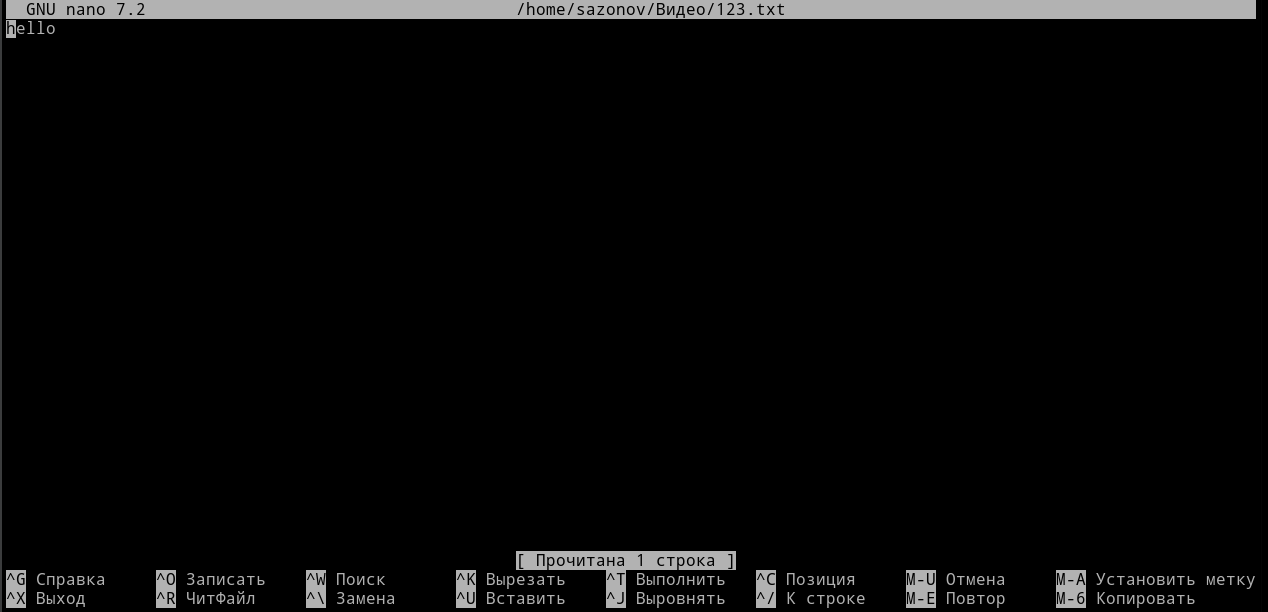 GNU nano 7.2 /home/sazonov/Видео/123.txt
hello
[ Прочитана 1 строка ]
^G Справка ^O Записать ^W Поиск ^K Вырезать ^T Выполнить ^C Позиция M-U Отмена M-A Установить метку
^X Выход ^R ЧитФайл ^\ Замена ^U Вставить ^J Выровнять ^/ К строке M-E Повтор M-6 Копировать